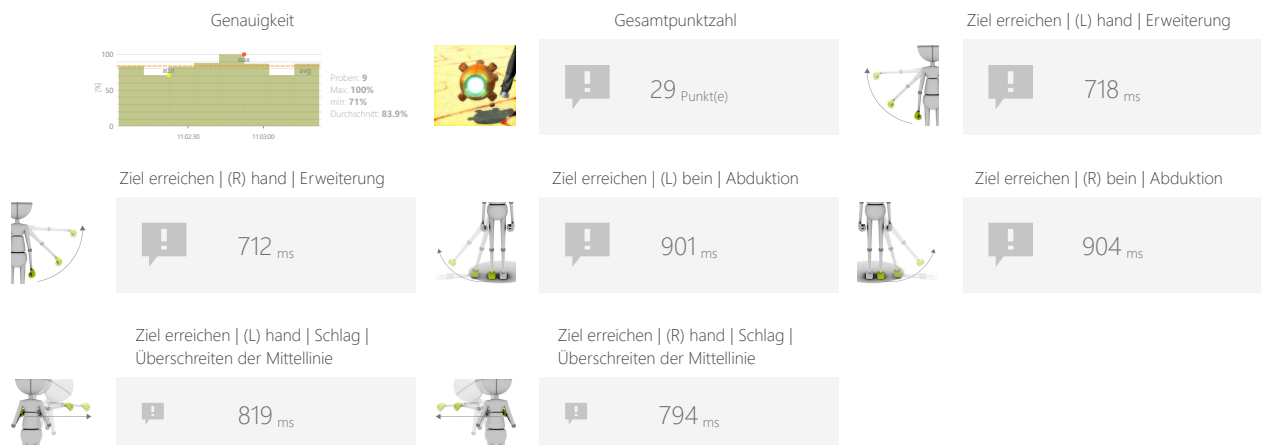 Genauigkeit
100
50
0
[%]
min
max
avg
11:02:30
11:03:00
Proben: 9
Max: 100%
min: 71%
Durchschnitt: 83.9%
Gesamtpunktzahl
29 Punkt(e)
Ziel erreichen | (L) hand | Erweiterung
718 ms
Ziel erreichen | (R) hand | Erweiterung
712 ms
Ziel erreichen | (L) bein | Abduktion
901 ms
Ziel erreichen | (R) bein | Abduktion
904 ms
Ziel erreichen | (L) hand | Schlag |
Überschreiten der Mittellinie
819 ms
Ziel erreichen | (R) hand | Schlag |
Überschreiten der Mittellinie
794 ms